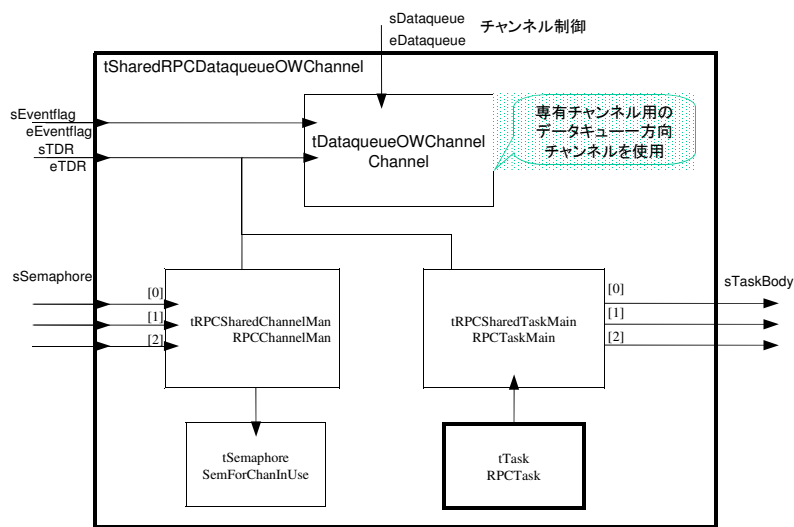 sDataqueue
eDataqueue
チャンネル制御
tSharedRPCDataqueueOWChannel
sEventflag
eEventflag
sTDR
eTDR
tDataqueueOWChannel
Channel
専有チャンネル用の
データキュー一方向
チャンネルを使用
sSemaphore
[0]
[1]
[2]
tRPCSharedChannelMan
RPCChannelMan
tRPCSharedTaskMain
RPCTaskMain
[0]
[1]
[2]
sTaskBody
tSemaphore
SemForChanInUse
tTask
RPCTask